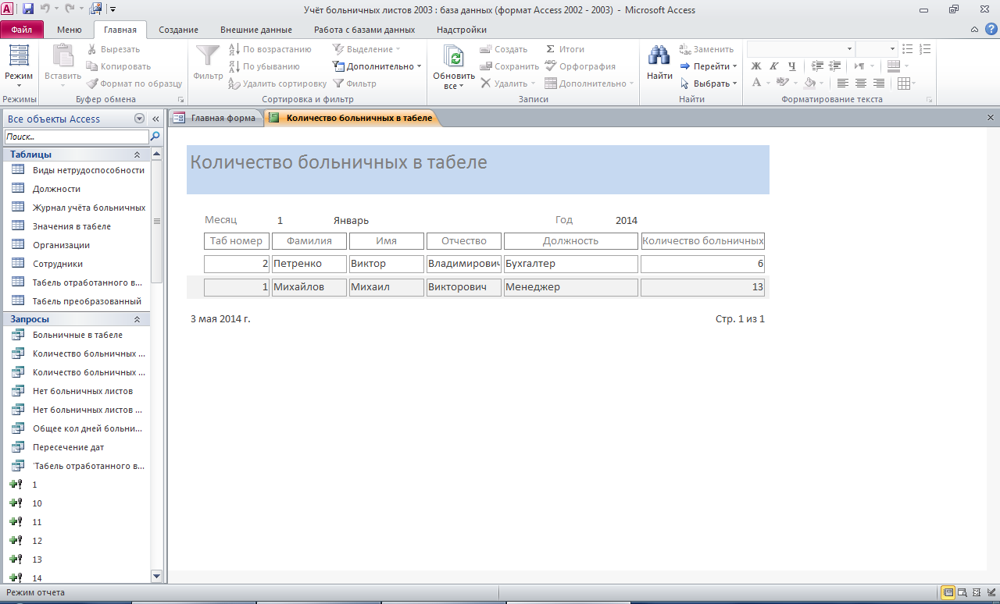 Учёт больничных листов 2003 : база данных (формат Access 2002 - 2003) - Microsoft Access
Файл Меню Главная Создание Внешние данные Работа с базами данных Надстройки
Режим
Режимы
Вставить
Вырезать
Копировать
Формат по образцу
Буфер обмена
Фильтр
По возрастанию
По убыванию
Удалить сортировку
Выделение
Дополнительно
Фильтр
Сортировка и фильтр
Обновить
все
Создать
Сохранить
Удалить
Итоги
Орфография
Дополнительно
Записи
Найти
Заменить
Перейти
Выбрать
Найти
Ж К Ч
А
Форматирование текста
Все объекты Access
Поиск...
Таблицы
Виды нетрудоспособности
Должности
Журнал учёта больничных
Значения в табеле
Организации
Сотрудники
Табель отработанного в...
Табель преобразованный
Запросы
Больничные в табеле
Количество больничных ...
Количество больничных ...
Нет больничных листов
Нет больничных листов ...
Общее кол дней больни...
Пересечение дат
'Табель отработанного в...
1
10
11
12
13
14
Главная форма Количество больничных в табеле
Количество больничных в табеле
Месяц 1 Январь Год 2014
Таб номер Фамилия Имя Отчество Должность Количество больничных
2 Петренко Виктор Владимирович Бухгалтер 6
1 Михайлов Михаил Викторович Менеджер 13
3 мая 2014 г. Стр. 1 из 1
Режим отчета